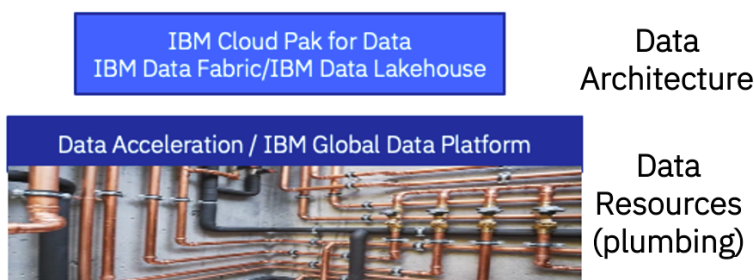 IBM Cloud Pak for Data
IBM Data Fabric/IBM Data Lakehouse
Data
Architecture
Data Acceleration / IBM Global Data Platform
Data
Resources
(plumbing)